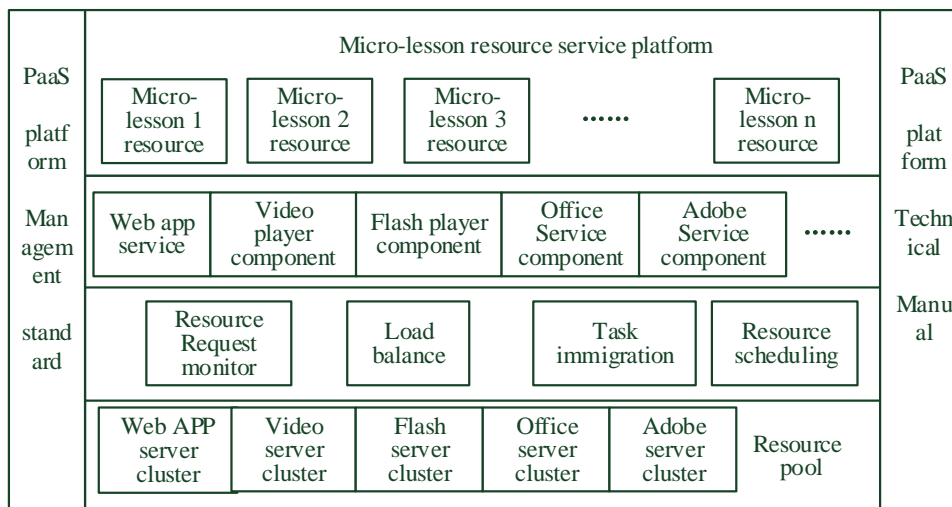 PaaS
platf
orm
Man
agem
ent
stand
ard
Micro-lesson resource service platform
Micro-
lesson 1
resource
Micro-
lesson 2
resource
Micro-
lesson 3
resource
......
Micro-
lesson n
resource
Web app
service
Video
player
component
Flash player
component
Office
Service
component
Adobe
Service
component
......
Resource
Request
monitor
Load
balance
Task
immigration
Resource
scheduling
Web APP
server
cluster
Video
server
cluster
Flash
server
cluster
Office
server
cluster
Adobe
server
cluster
Resource
pool
PaaS
plat
form
Techn
ical
Manu
al